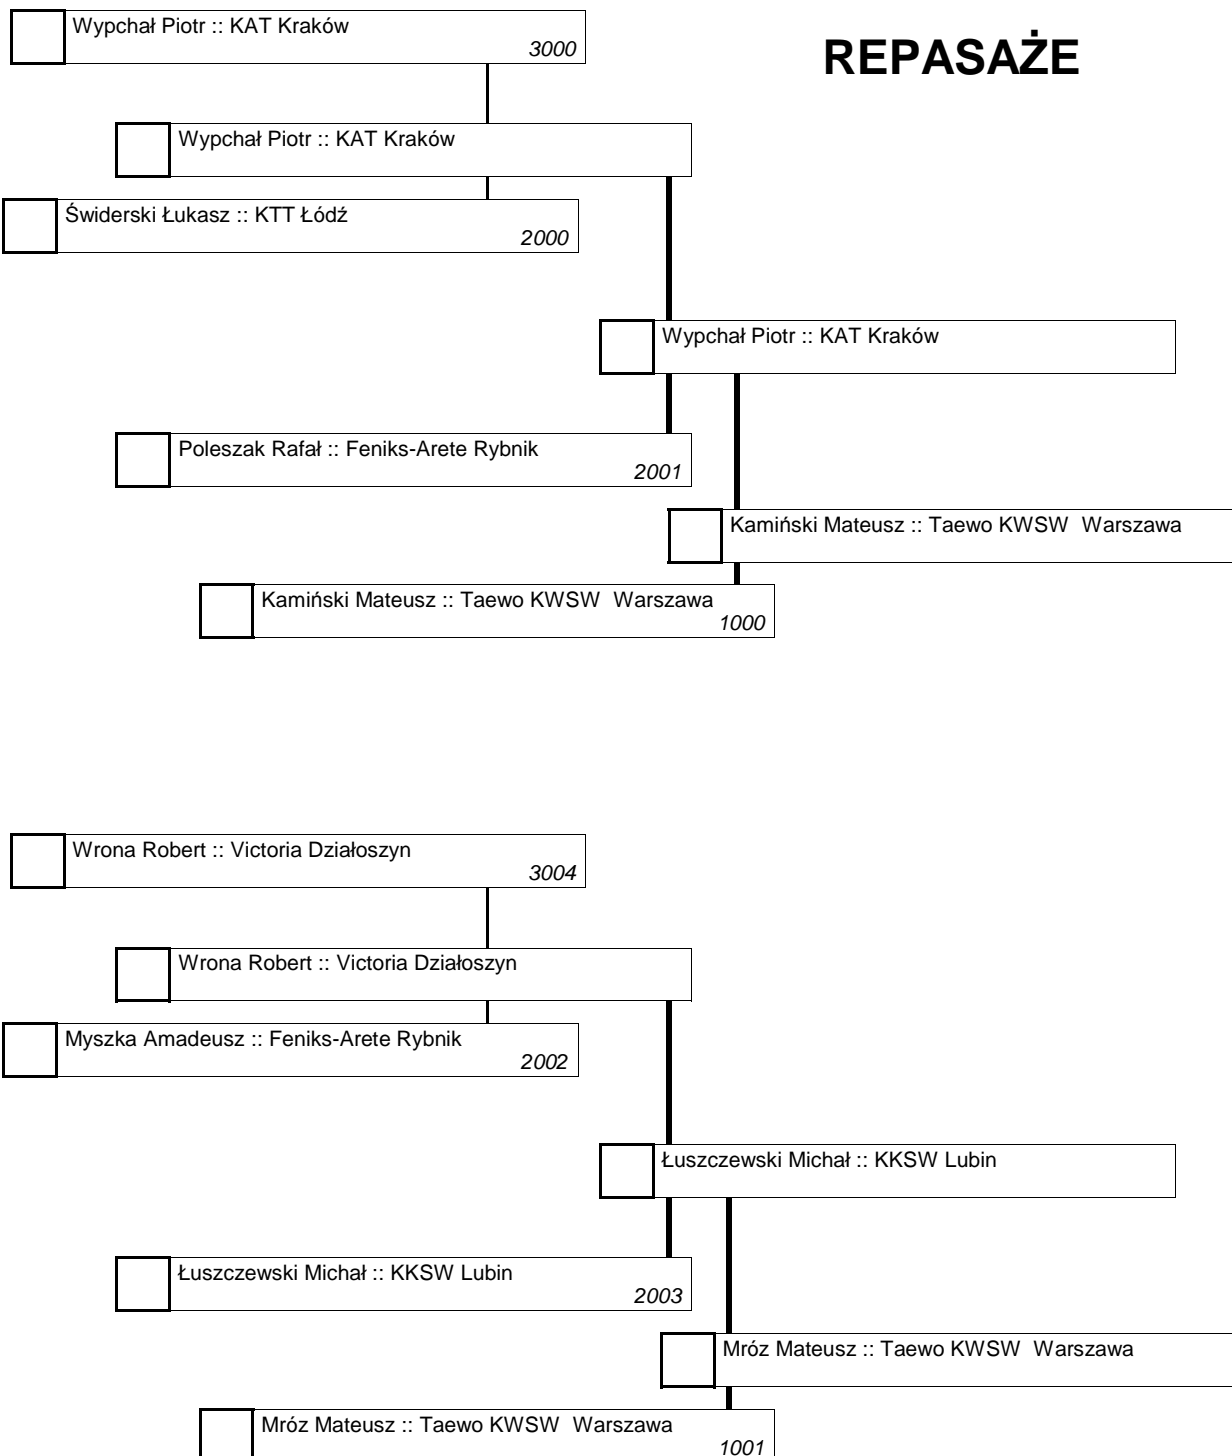 Wypchał Piotr :: KAT Kraków
3000
REPASAŻE
Wypchał Piotr :: KAT Kraków
Świderski Łukasz :: KTT Łódź
2000
Wypchał Piotr :: KAT Kraków
Poleszak Rafał :: Feniks-Arete Rybnik
2001
Kamiński Mateusz :: Taewo KWSW  Warszawa
Kamiński Mateusz :: Taewo KWSW  Warszawa
1000
Wrona Robert :: Victoria Działoszyn
3004
Wrona Robert :: Victoria Działoszyn
Myszka Amadeusz :: Feniks-Arete Rybnik
2002
Łuszczewski Michał :: KKSW Lubin
Łuszczewski Michał :: KKSW Lubin
2003
Mróz Mateusz :: Taewo KWSW  Warszawa
Mróz Mateusz :: Taewo KWSW  Warszawa
1001